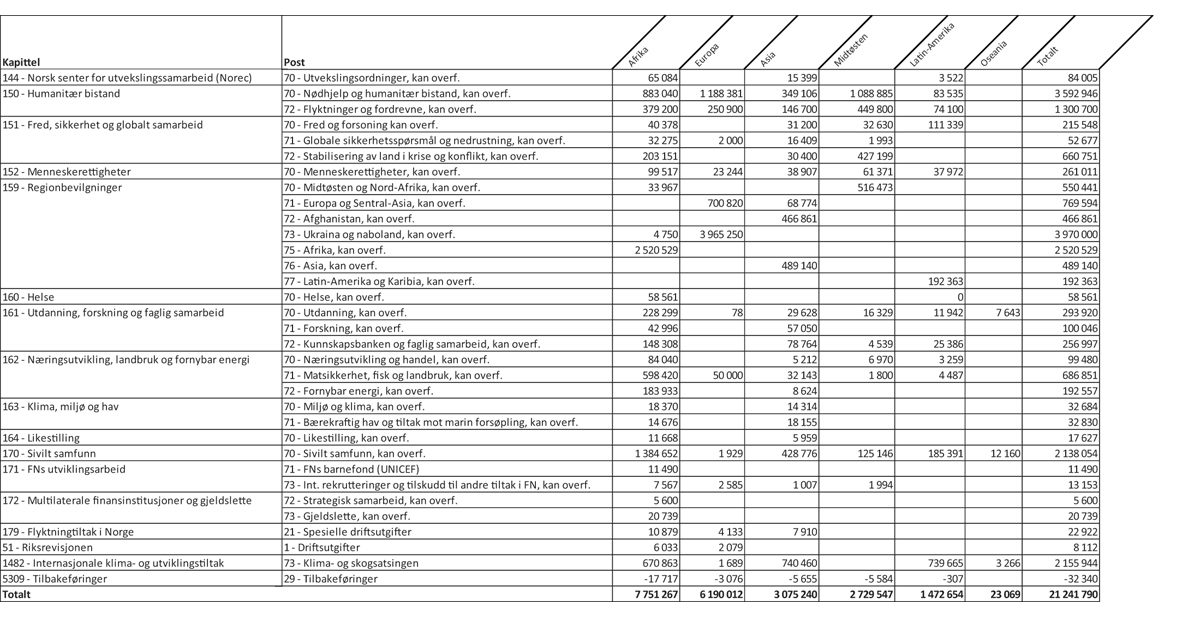 Kapittel Post Afrika Europa Asia Midtøsten Latin-Amerika Oseania Totalt
144 - Norsk senter for utvekslingssamarbeid (Norec) 70 - Utvekslingsordninger, kan overf. 65 084 15 399 3 522 84 005
150 - Humanitær bistand 70 - Nødhjelp og humanitær bistand, kan overf. 883 040 1 188 381 349 106 1 088 885 83 535 3 592 946
72 - Flyktninger og fordrevne, kan overf. 379 200 250 900 146 700 449 800 74 100 1 300 700
151 - Fred, sikkerhet og globalt samarbeid 70 - Fred og forsoning kan overf. 40 378 31 200 32 630 111 339 215 548
71 - Globale sikkerhetsspørsmål og nedrustning, kan overf. 32 275 2 000 16 409 1 993 52 677
72 - Stabilisering av land i krise og konflikt, kan overf. 203 151 30 400 427 199 660 751
152 - Menneskerettigheter 70 - Menneskerettigheter, kan overf. 99 517 23 244 38 907 61 371 37 972 261 011
159 - Regionbevilgninger 70 - Midtøsten og Nord-Afrika, kan overf. 33 967 516 473 550 441
71 - Europa og Sentral-Asia, kan overf. 700 820 68 774 769 594
72 - Afghanistan, kan overf. 466 861 466 861
73 - Ukraina og naboland, kan overf. 4 750 3 965 250 3 970 000
75 - Afrika, kan overf. 2 520 529 2 520 529
76 - Asia, kan overf. 489 140 489 140
77 - Latin-Amerika og Karibia, kan overf. 192 363 192 363
160 - Helse 70 - Helse, kan overf. 58 561 0 58 561
161 - Utdanning, forskning og faglig samarbeid 70 - Utdanning, kan overf. 228 299 78 29 628 16 329 11 942 7 643 293 920
71 - Forskning, kan overf. 42 996 57 050 100 046
72 - Kunnskapsbanken og faglig samarbeid, kan overf. 148 308 78 764 4 539 25 386 256 997
162 - Næringsutvikling, landbruk og fornybar energi 70 - Næringsutvikling og handel, kan overf. 84 040 5 212 6 970 3 259 99 480
71 - Matsikkerhet, fisk og landbruk, kan overf. 598 420 50 000 32 143 1 800 4 487 686 851
72 - Fornybar energi, kan overf. 183 933 8 624 192 557
163 - Klima, miljø og hav 70 - Miljø og klima, kan overf. 18 370 14 314 32 684
71 - Bærekraftig hav og tiltak mot marin forsøpling, kan overf. 14 676 18 155 32 830
164 - Likestilling 70 - Likestilling, kan overf. 11 668 5 959 17 627
170 - Sivilt samfunn 70 - Sivilt samfunn, kan overf. 1 384 652 1 929 428 776 125 146 185 391 12 160 2 138 054
171 - FNs utviklingsarbeid 71 - FNs barnefond (UNICEF) 11 490 11 490
73 - Int. rekrutteringer og tilskudd til andre tiltak i FN, kan overf. 7 567 2 585 1 007 1 994 13 153
172 - Multilaterale finansinstitusjoner og gjeldslette 72 - Strategisk samarbeid, kan overf. 5 600 5 600
73 - Gjeldslette, kan overf. 20 739 20 739
179 - Flyktningtiltak i Norge 21 - Spesielle driftsutgifter 10 879 4 133 7 910 22 922
51 - Riksrevisjonen 1 - Driftsutgifter 6 033 2 079 8 112
1482 - Internasjonale klima- og utviklingstiltak 73 - Klima- og skogsatsingen 670 863 1 689 740 460 739 665 3 266 2 155 944
5309 - Tilbakeføringer 29 - Tilbakeføringer -17 717 -3 076 -5 655 -5 584 -307 -32 340
Totalt 7 751 267 6 190 012 3 075 240 2 729 547 1 472 654 23 069 21 241 790